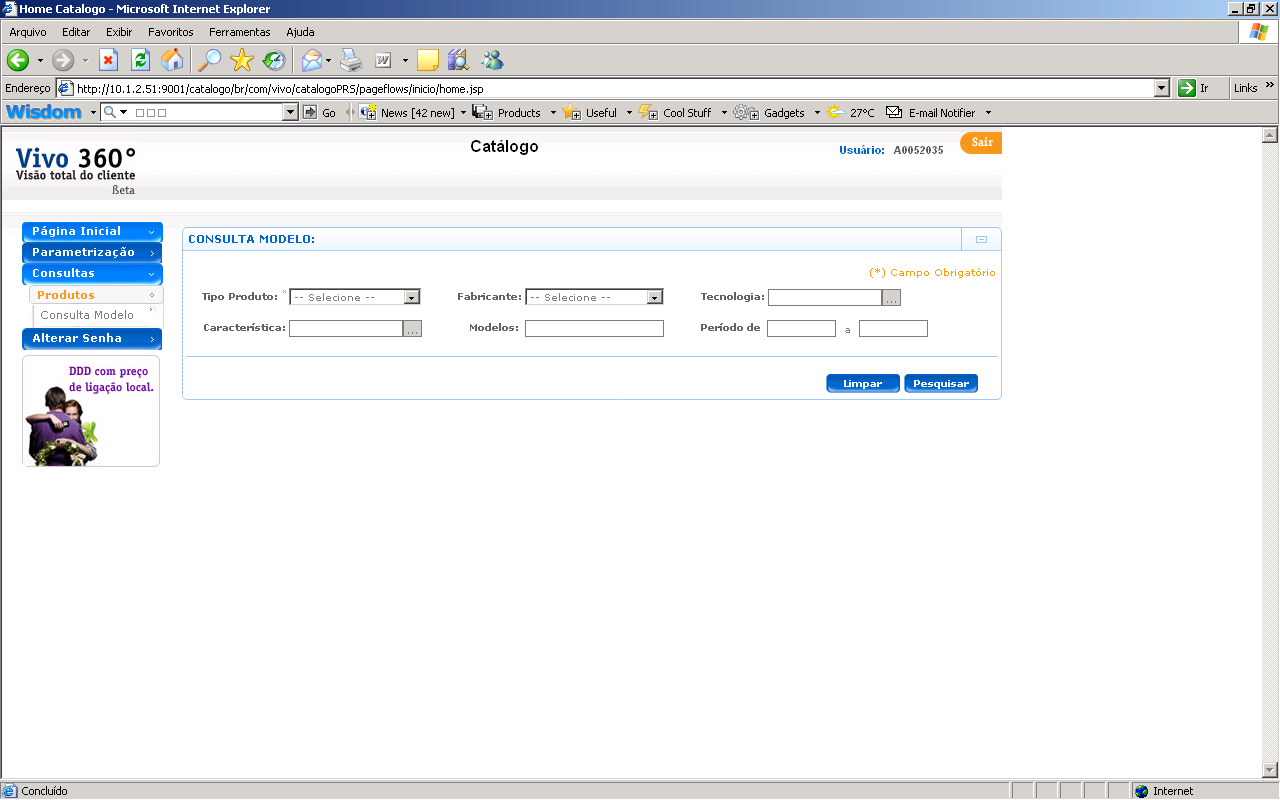 Home Catalogo - Microsoft Internet Explorer
Arquivo Editar Exibir Favoritos Ferramentas Ajuda
Endereço http://10.1.2.51:9001/catalogo/br/com/vivo/catalogoPRS/pageflows/inicio/home.jsp Ir Links »
Wisdom Go News [42 new] Products Useful Cool Stuff Gadgets 27°C E-mail Notifier
Vivo 360°
Visão total do cliente
Beta
Catálogo
Usuário: A0052035
Sair
Página Inicial
Parametrização
Consultas
Produtos
Consulta Modelo
Alterar Senha
DDD com preço
de ligação local.
CONSULTA MODELO:
(*) Campo Obrigatório
Tipo Produto: * -- Selecione -- Fabricante: -- Selecione -- Tecnologia: ...
Característica: ... Modelos: Período de a
Limpar Pesquisar
Concluído Internet